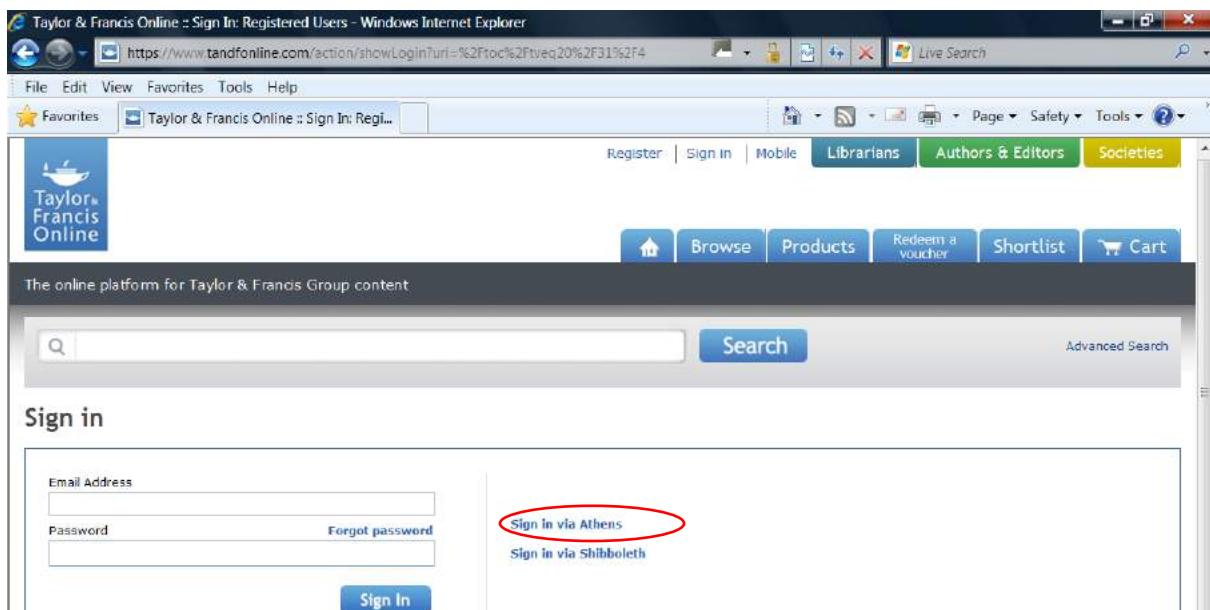 Taylor & Francis Online :: Sign In: Registered Users - Windows Internet Explorer
https://www.tandfonline.com/action/showLogin?uri=%2Ftoc%2Ftveq20%2F31%2F4
Live Search
File Edit View Favorites Tools Help
Favorites Taylor & Francis Online :: Sign In: Regi... Page Safety Tools
Register | Sign in | Mobile Librarians Authors & Editors Societies
Taylor &
Francis
Online
Browse Products Redeem a voucher Shortlist Cart
The online platform for Taylor & Francis Group content
Search Advanced Search
Sign in
Email Address
Password Forgot password
Sign in via Athens
Sign in via Shibboleth
Sign In